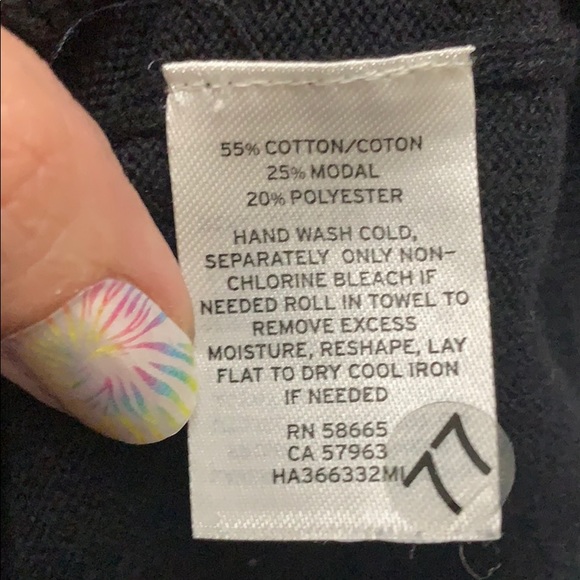 55% COTTON/COTON
25% MODAL
20% POLYESTER
HAND WASH COLD,
SEPARATELY ONLY NON-
CHLORINE BLEACH IF
NEEDED ROLL IN TOWEL TO
REMOVE EXCESS
MOISTURE, RESHAPE, LAY
FLAT TO DRY COOL IRON
IF NEEDED
RN 58665
CA 57963
77